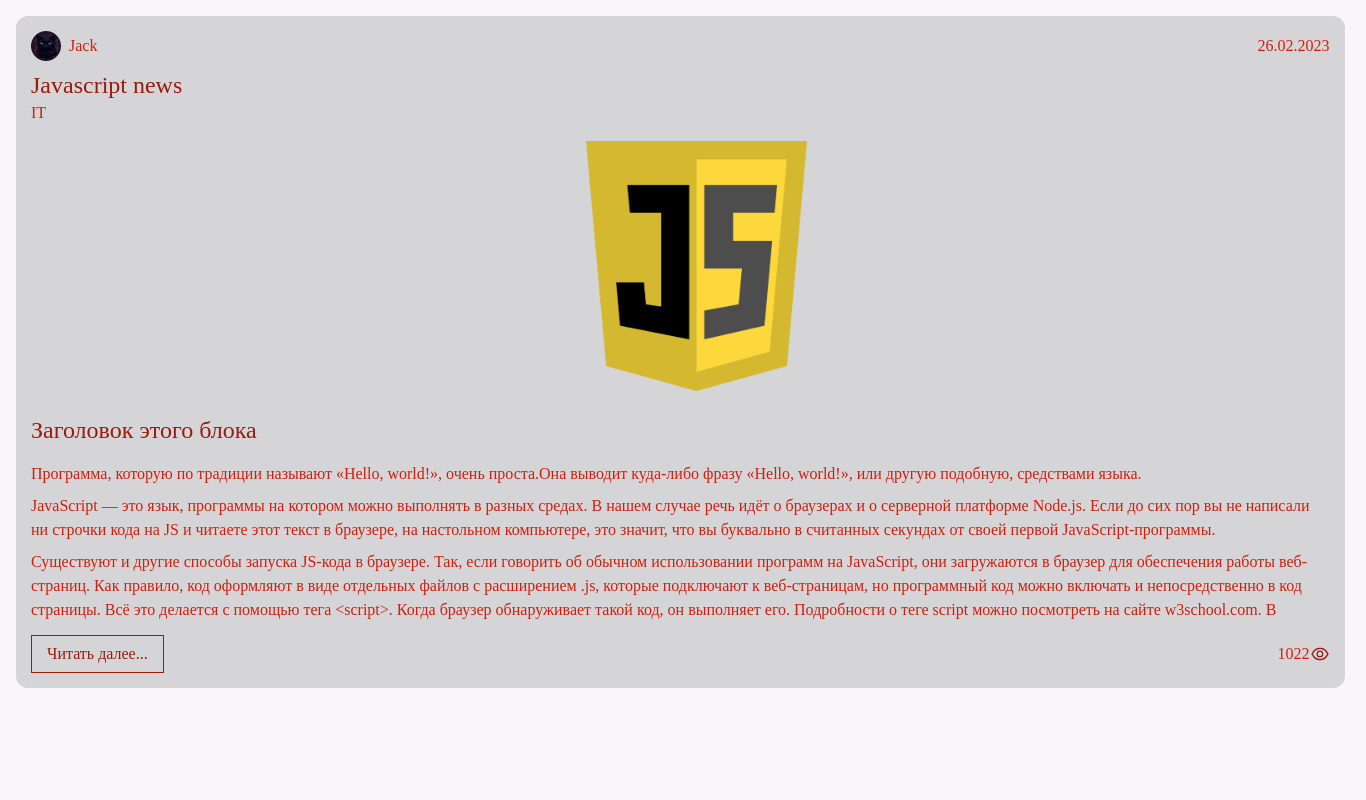 Jack
26.02.2023
Javascript news
IT
JS
Заголовок этого блока
Программа, которую по традиции называют «Hello, world!», очень проста.Она выводит куда-либо фразу «Hello, world!», или другую подобную, средствами языка.
JavaScript — это язык, программы на котором можно выполнять в разных средах. В нашем случае речь идёт о браузерах и о серверной платформе Node.js. Если до сих пор вы не написали
ни строчки кода на JS и читаете этот текст в браузере, на настольном компьютере, это значит, что вы буквально в считанных секундах от своей первой JavaScript-программы.
Существуют и другие способы запуска JS-кода в браузере. Так, если говорить об обычном использовании программ на JavaScript, они загружаются в браузер для обеспечения работы веб-
страниц. Как правило, код оформляют в виде отдельных файлов с расширением .js, которые подключают к веб-страницам, но программный код можно включать и непосредственно в код
страницы. Всё это делается с помощью тега <script>. Когда браузер обнаруживает такой код, он выполняет его. Подробности о теге script можно посмотреть на сайте w3school.com. В
Читать далее...
1022